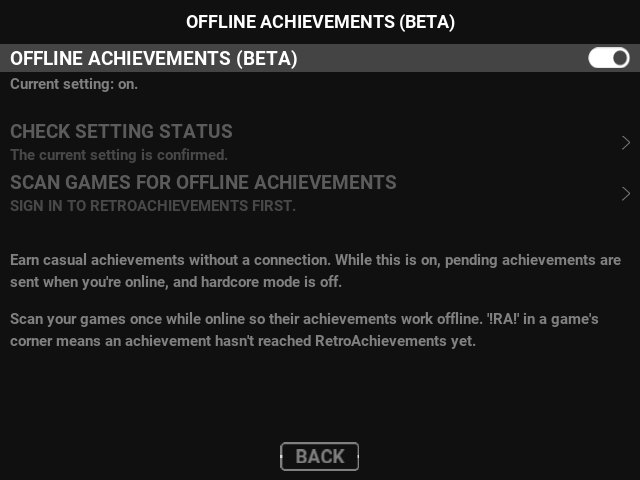 OFFLINE ACHIEVEMENTS (BETA)
OFFLINE ACHIEVEMENTS (BETA)
Current setting: on.
CHECK SETTING STATUS
The current setting is confirmed.
SCAN GAMES FOR OFFLINE ACHIEVEMENTS
SIGN IN TO RETROACHIEVEMENTS FIRST.
Earn casual achievements without a connection. While this is on, pending achievements are
sent when you're online, and hardcore mode is off.
Scan your games once while online so their achievements work offline. '!RA!' in a game's
corner means an achievement hasn't reached RetroAchievements yet.
BACK